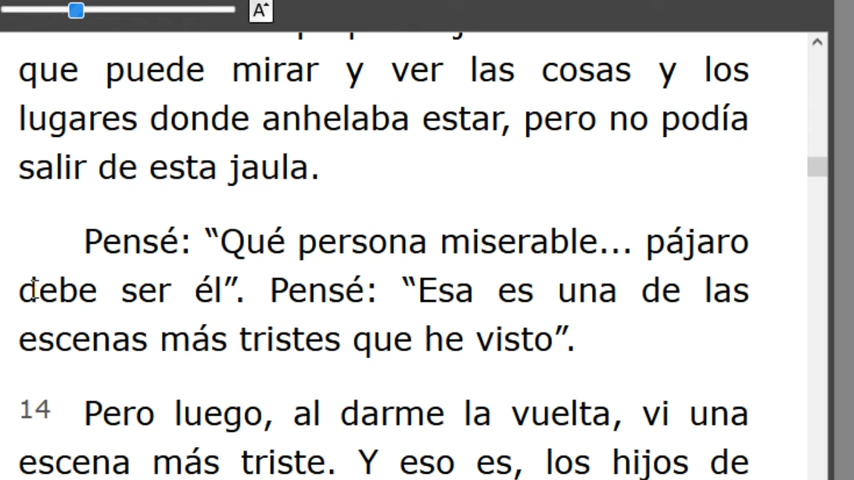 A
que puede mirar y ver las cosas y los
lugares donde anhelaba estar, pero no podía
salir de esta jaula.
Pensé: “Qué persona miserable... pájaro
debe ser él”. Pensé: “Esa es una de las
escenas más tristes que he visto”.
14 Pero luego, al darme la vuelta, vi una
escena más triste. Y eso es, los hijos de